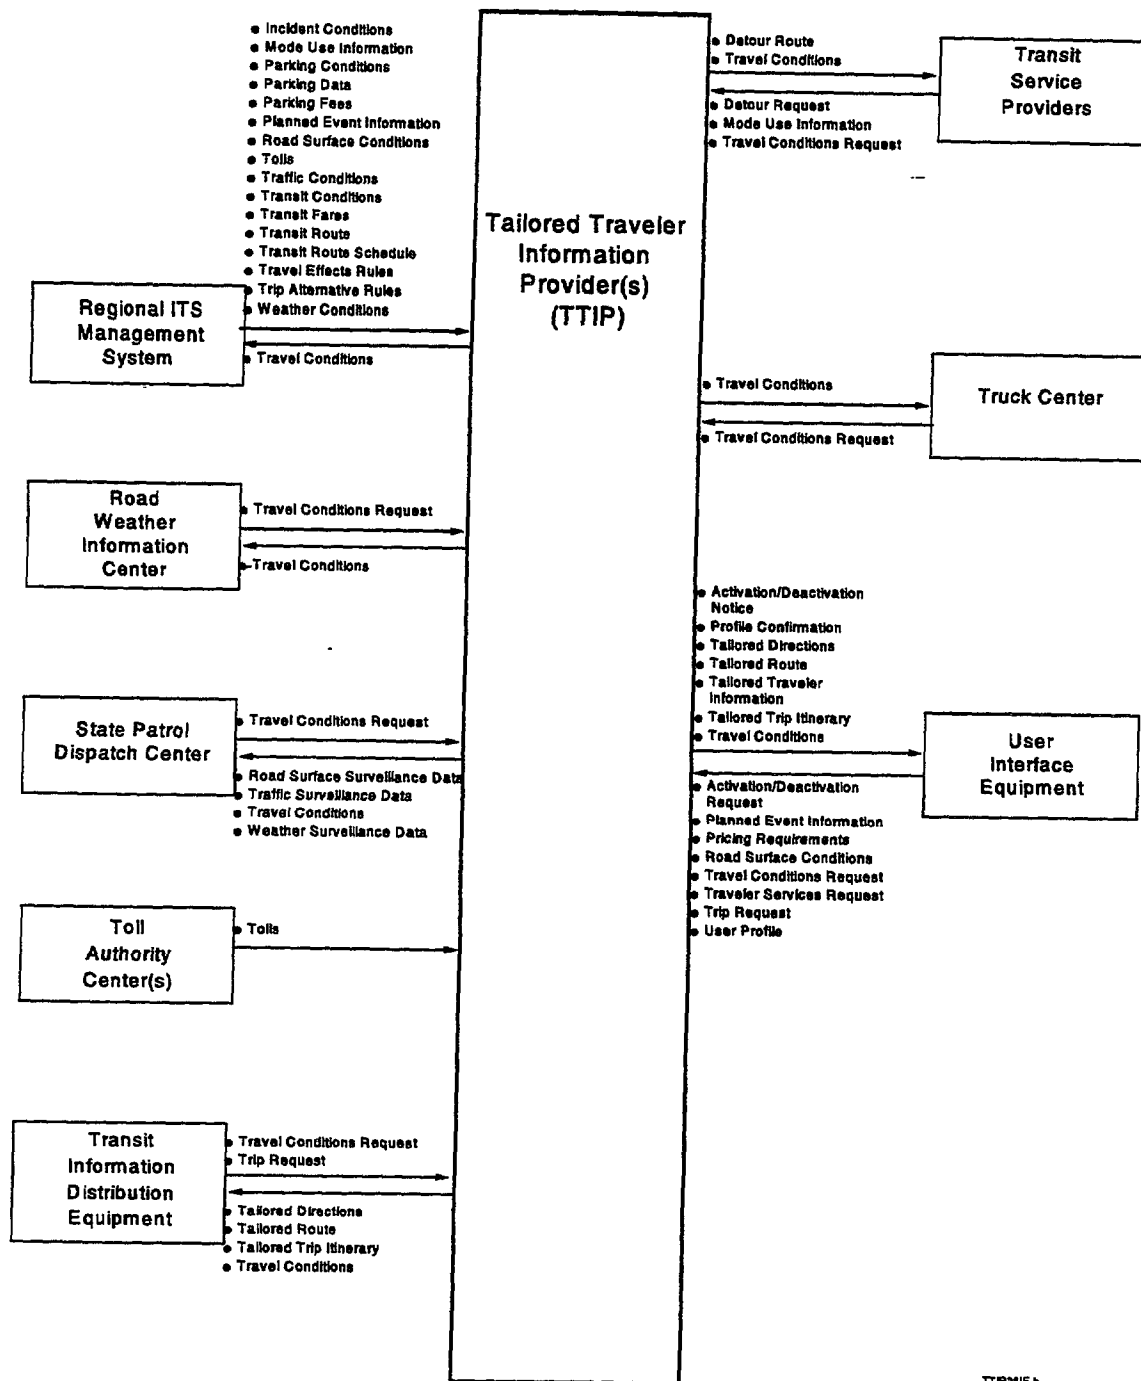 ● Incident Conditions
● Mode Use Information
● Parking Conditions
● Parking Data
● Parking Fees
● Planned Event Information
● Road Surface Conditions
● Tolls
● Traffic Conditions
● Transit Conditions
● Transit Fares
● Transit Route
● Transit Route Schedule
● Travel Effects Rules
● Trip Alternative Rules
● Weather Conditions
Regional ITS
Management
System
● Travel Conditions
Road
Weather
Information
Center
● Travel Conditions Request
● Travel Conditions
State Patrol
Dispatch Center
● Travel Conditions Request
● Road Surface Surveillance Data
● Traffic Surveillance Data
● Travel Conditions
● Weather Surveillance Data
Toll
Authority
Center(s)
● Tolls
Transit
Information
Distribution
Equipment
● Travel Conditions Request
● Trip Request
● Tailored Directions
● Tailored Route
● Tailored Trip Itinerary
● Travel Conditions
Tailored Traveler
Information
Provider(s)
(TTIP)
● Detour Route
● Travel Conditions
● Detour Request
● Mode Use Information
● Travel Conditions Request
Transit
Service
Providers
● Travel Conditions
● Travel Conditions Request
Truck Center
● Activation/Deactivation
Notice
● Profile Confirmation
● Tailored Directions
● Tailored Route
● Tailored Traveler
Information
● Tailored Trip Itinerary
● Travel Conditions
User
Interface
Equipment
● Activation/Deactivation
Request
● Planned Event Information
● Pricing Requirements
● Road Surface Conditions
● Travel Conditions Request
● Traveler Services Request
● Trip Request
● User Profile